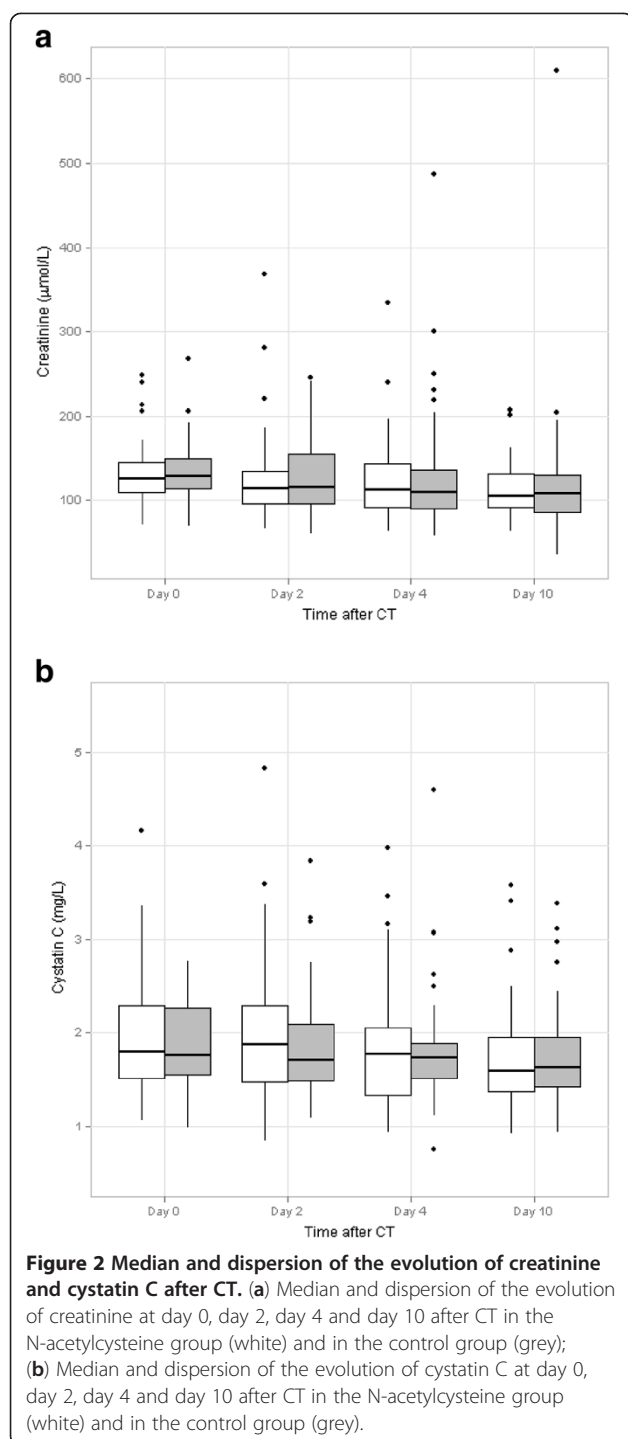 a
600
500
400
300
200
100
Creatinine (µmol/L)
Day 0 Day 2 Day 4 Day 10
Time after CT
b
5
4
3
2
1
Cystatin C (mg/L)
Day 0 Day 2 Day 4 Day 10
Time after CT
Figure 2 Median and dispersion of the evolution of creatinine
and cystatin C after CT. (a) Median and dispersion of the evolution
of creatinine at day 0, day 2, day 4 and day 10 after CT in the
N-acetylcysteine group (white) and in the control group (grey);
(b) Median and dispersion of the evolution of cystatin C at day 0,
day 2, day 4 and day 10 after CT in the N-acetylcysteine group
(white) and in the control group (grey).